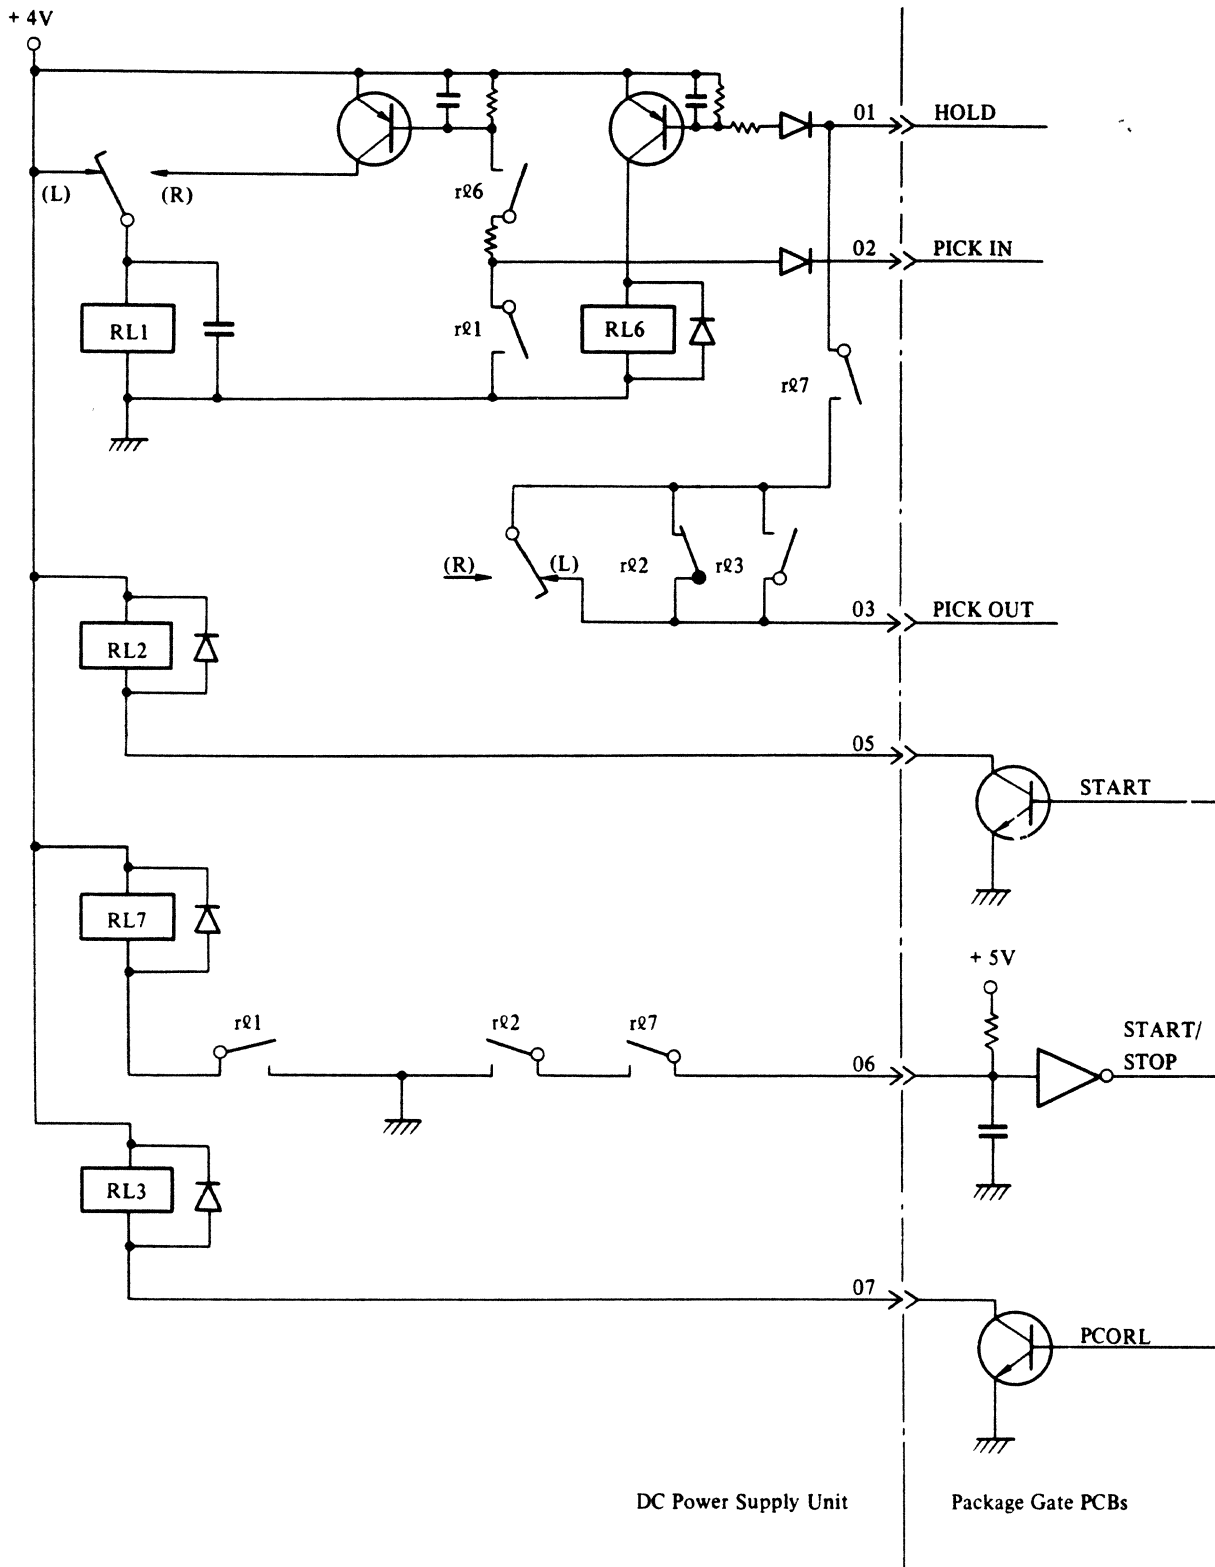 + 4V
01 HOLD
(L) (R)
rℓ6
02 PICK IN
RL1
rℓ1
RL6
rℓ7
(R) (L) rℓ2 rℓ3
03 PICK OUT
RL2
05
START
RL7
+ 5V
rℓ1 rℓ2 rℓ7
06
START/
STOP
RL3
07
PCORL
DC Power Supply Unit
Package Gate PCBs